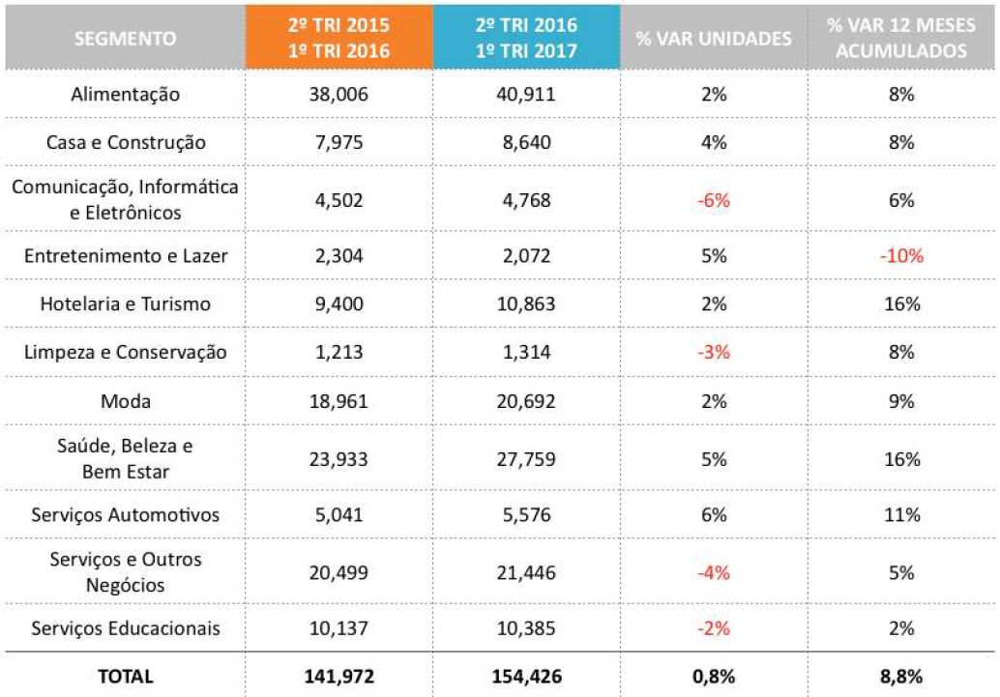 SEGMENTO 2º TRI 2015 1º TRI 2016 2º TRI 2016 1º TRI 2017 % VAR UNIDADES % VAR 12 MESES ACUMULADOS
Alimentação 38,006 40,911 2% 8%
Casa e Construção 7,975 8,640 4% 8%
Comunicação, Informática e Eletrônicos 4,502 4,768 -6% 6%
Entretenimento e Lazer 2,304 2,072 5% -10%
Hotelaria e Turismo 9,400 10,863 2% 16%
Limpeza e Conservação 1,213 1,314 -3% 8%
Moda 18,961 20,692 2% 9%
Saúde, Beleza e Bem Estar 23,933 27,759 5% 16%
Serviços Automotivos 5,041 5,576 6% 11%
Serviços e Outros Negócios 20,499 21,446 -4% 5%
Serviços Educacionais 10,137 10,385 -2% 2%
TOTAL 141,972 154,426 0,8% 8,8%